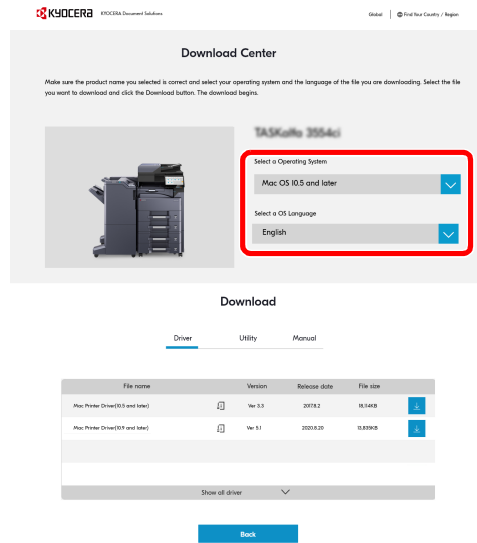 KYOCERA KYOCERA Document Solutions Global Find Your Country / Region
Download Center
Make sure the product name you selected is correct and select your operating system and the language of the file you are downloading. Select the file
you want to download and click the Download button. The download begins.
TASKalfa 3554ci
Select a Operating System
Mac OS 10.5 and later
Select a OS Language
English
Download
Driver Utility Manual
File name Version Release date File size
Mac Printer Driver(10.5 and later) Ver 3.3 2017.8.2 18,114KB
Mac Printer Driver(10.9 and later) Ver 5.1 2020.8.20 13,835KB
Show all driver
Back